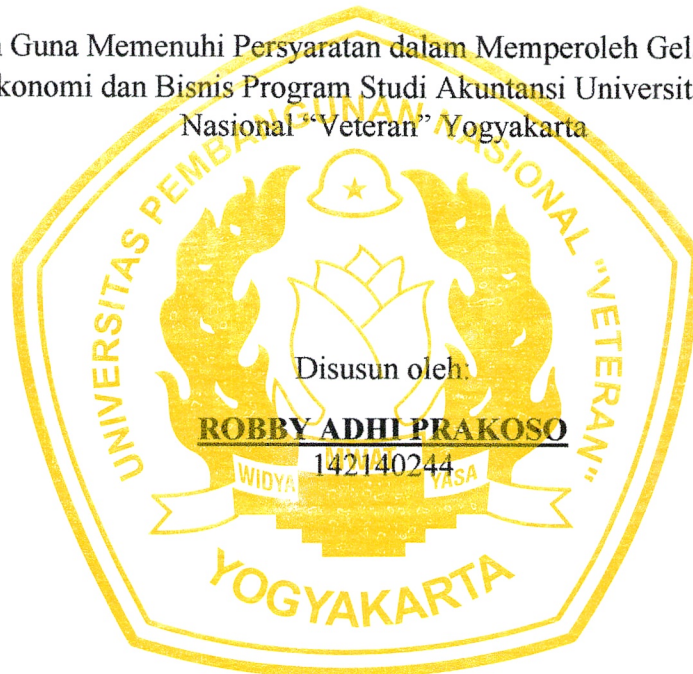 Guna Memenuhi Persyaratan dalam Memperoleh Gel
konomi dan Bisnis Program Studi Akuntansi Universit
Nasional “Veteran” Yogyakarta
UNIVERSITAS PEMBANGUNAN NASIONAL "VETERAN"
Disusun oleh:
ROBBY ADHI PRAKOSO
142140244
WIDYA MWAT YASA
YOGYAKARTA